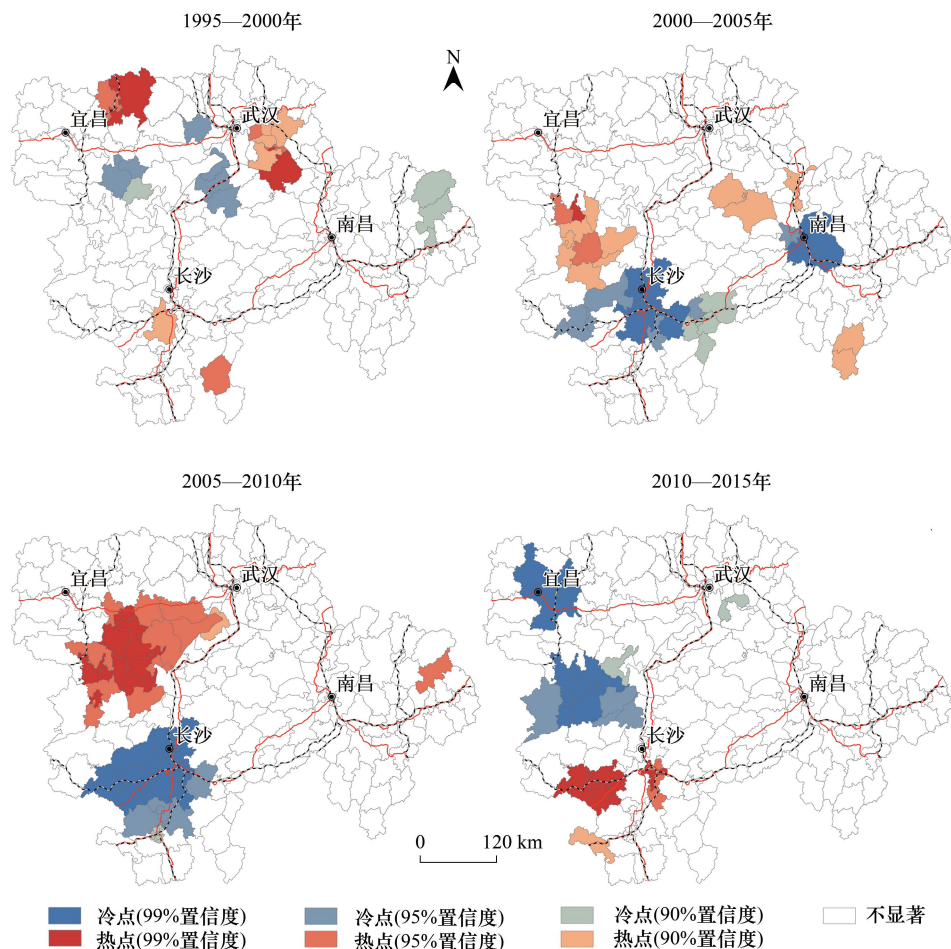 1995—2000年
2000—2005年
N
宜昌
武汉
南昌
长沙
宜昌
武汉
南昌
长沙
2005—2010年
2010—2015年
宜昌
武汉
南昌
长沙
宜昌
武汉
南昌
长沙
0 120 km
冷点(99%置信度) 冷点(95%置信度) 冷点(90%置信度) 不显著
热点(99%置信度) 热点(95%置信度) 热点(90%置信度)